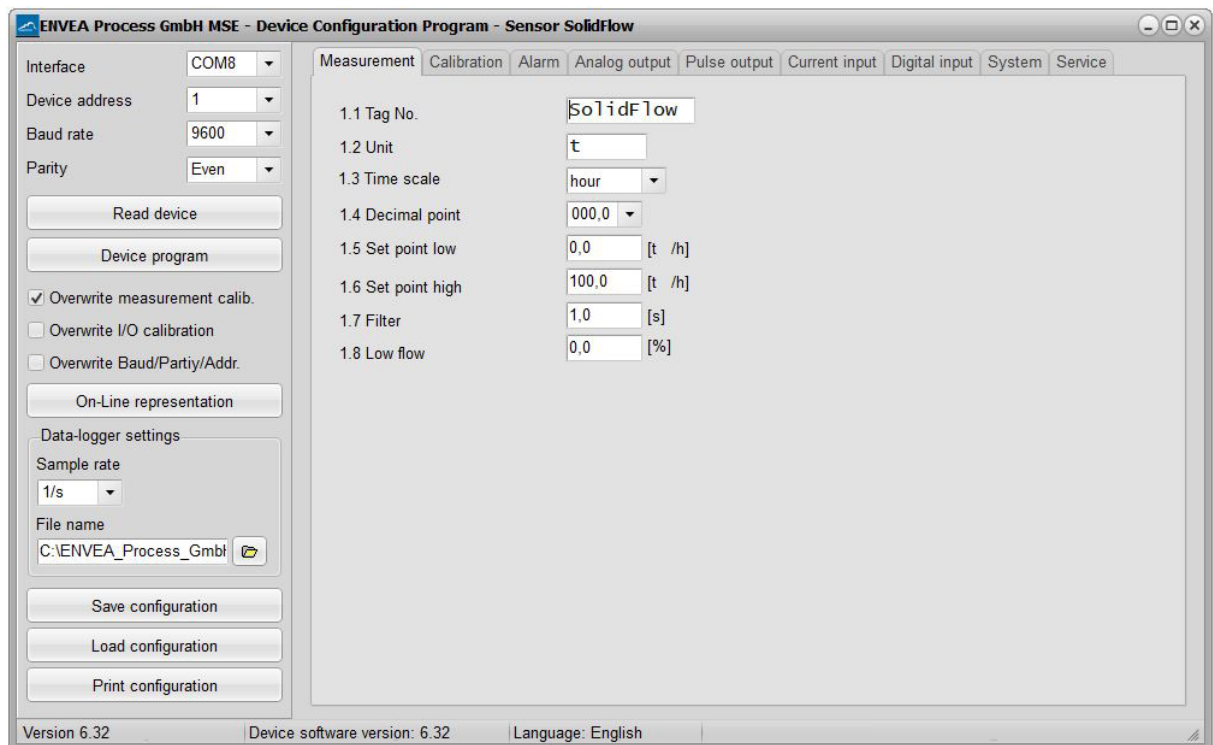 ENVEA Process GmbH MSE - Device Configuration Program - Sensor SolidFlow
Interface COM8
Device address 1
Baud rate 9600
Parity Even
Read device
Device program
Overwrite measurement calib.
Overwrite I/O calibration
Overwrite Baud/Partiy/Addr.
On-Line representation
Data-logger settings
Sample rate
1/s
File name
C:\ENVEA_Process_Gmbh
Save configuration
Load configuration
Print configuration
Measurement Calibration Alarm Analog output Pulse output Current input Digital input System Service
1.1 Tag No. SolidFlow
1.2 Unit t
1.3 Time scale hour
1.4 Decimal point 000,0
1.5 Set point low 0,0 [t /h]
1.6 Set point high 100,0 [t /h]
1.7 Filter 1,0 [s]
1.8 Low flow 0,0 [%]
Version 6.32 Device software version: 6.32 Language: English